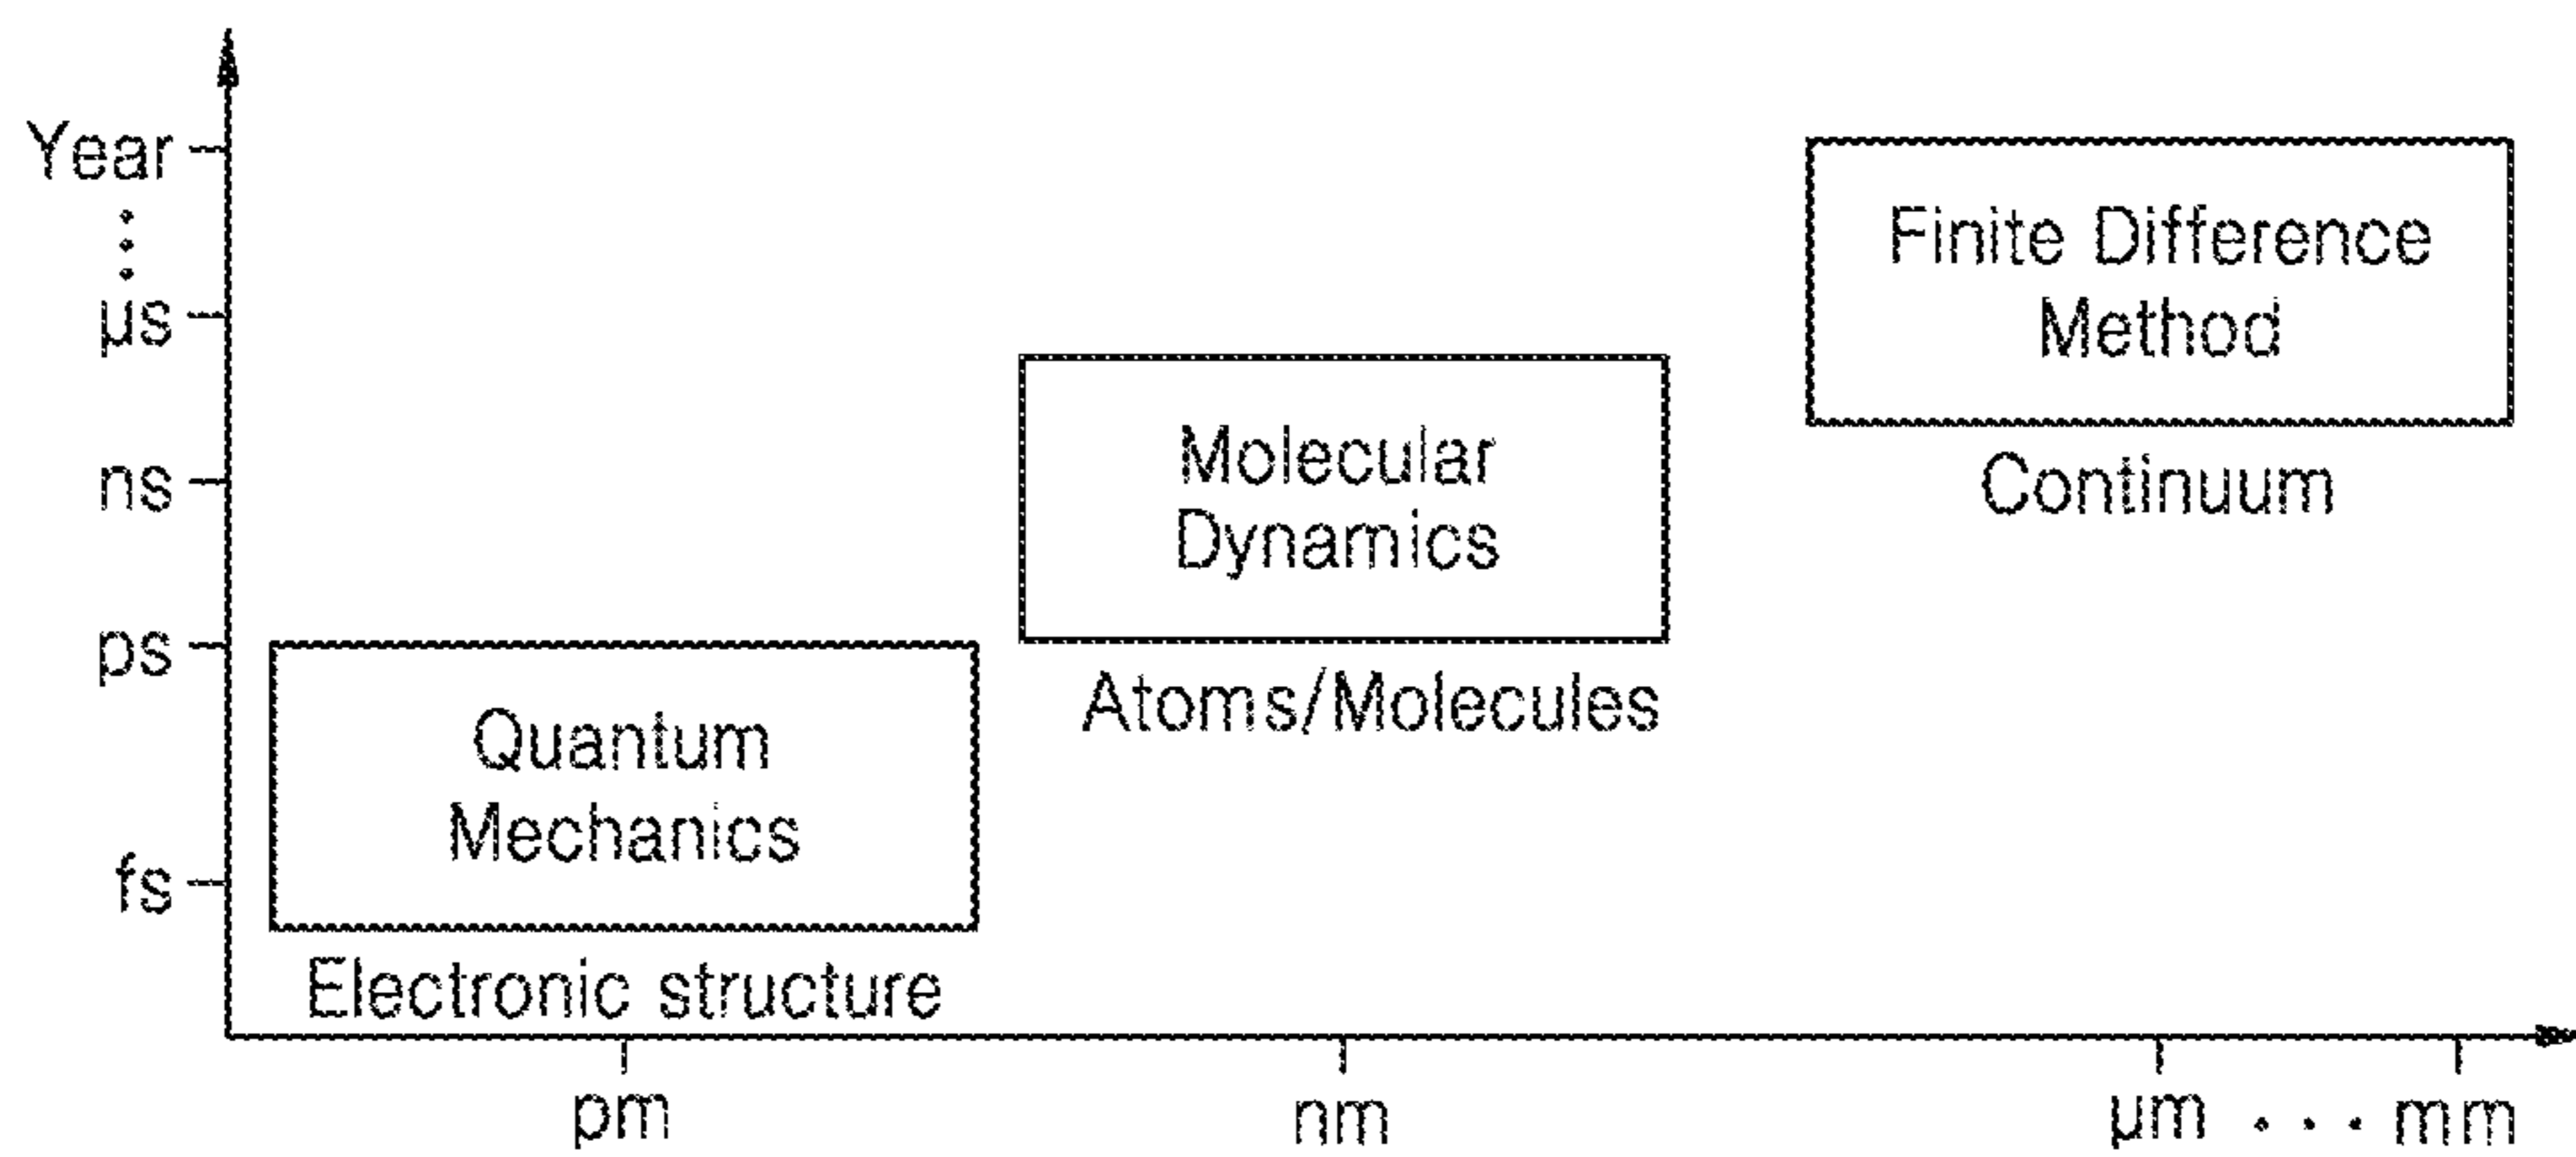 Year
µs
ns
ps
fs
Finite Difference
Method
Continuum
Molecular
Dynamics
Atoms/Molecules
Quantum
Mechanics
Electronic structure
pm
nm
µm ... mm